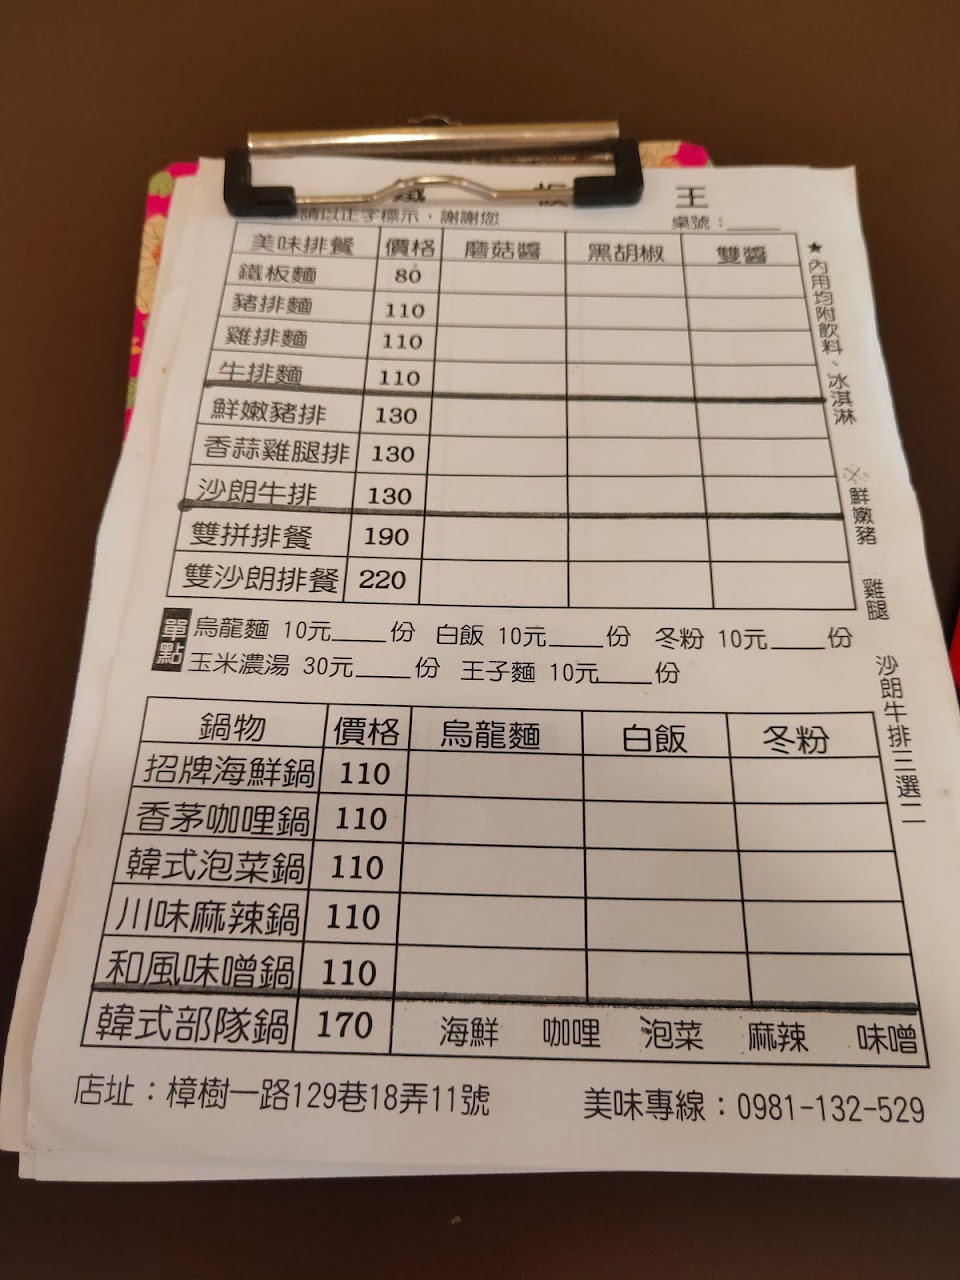 王
請以正字標示，謝謝您
桌號：
美味排餐 價格 磨菇醬 黑胡椒 雙醬
鐵板麵 80
豬排麵 110
雞排麵 110
牛排麵 110
鮮嫩豬排 130
香蒜雞腿排 130
沙朗牛排 130
雙拼排餐 190
雙沙朗排餐 220
★內用均附飲料、冰淇淋
※鮮嫩豬 雞腿 沙朗牛排三選二
單點
烏龍麵 10元____份 白飯 10元____份 冬粉 10元____份
玉米濃湯 30元____份 王子麵 10元____份
鍋物 價格 烏龍麵 白飯 冬粉
招牌海鮮鍋 110
香茅咖哩鍋 110
韓式泡菜鍋 110
川味麻辣鍋 110
和風味噌鍋 110
韓式部隊鍋 170 海鮮 咖哩 泡菜 麻辣 味噌
店址：樟樹一路129巷18弄11號 美味專線：0981-132-529